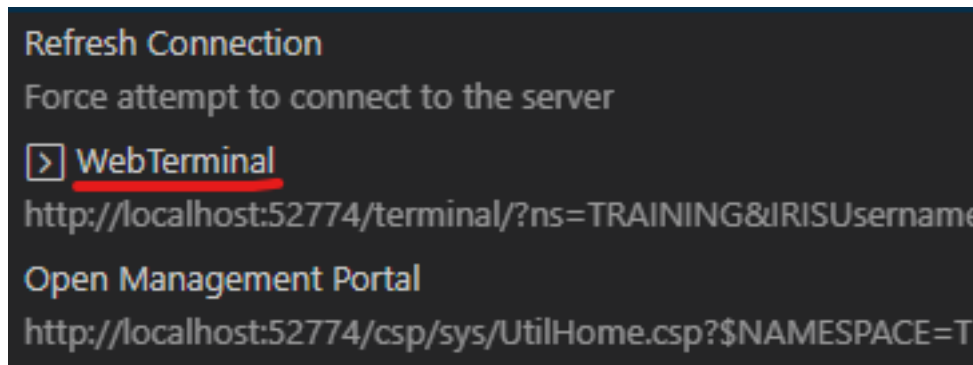 Refresh Connection
Force attempt to connect to the server
WebTerminal
http://localhost:52774/terminal/?ns=TRAINING&IRISUsername
Open Management Portal
http://localhost:52774/csp/sys/UtilHome.csp?$NAMESPACE=T